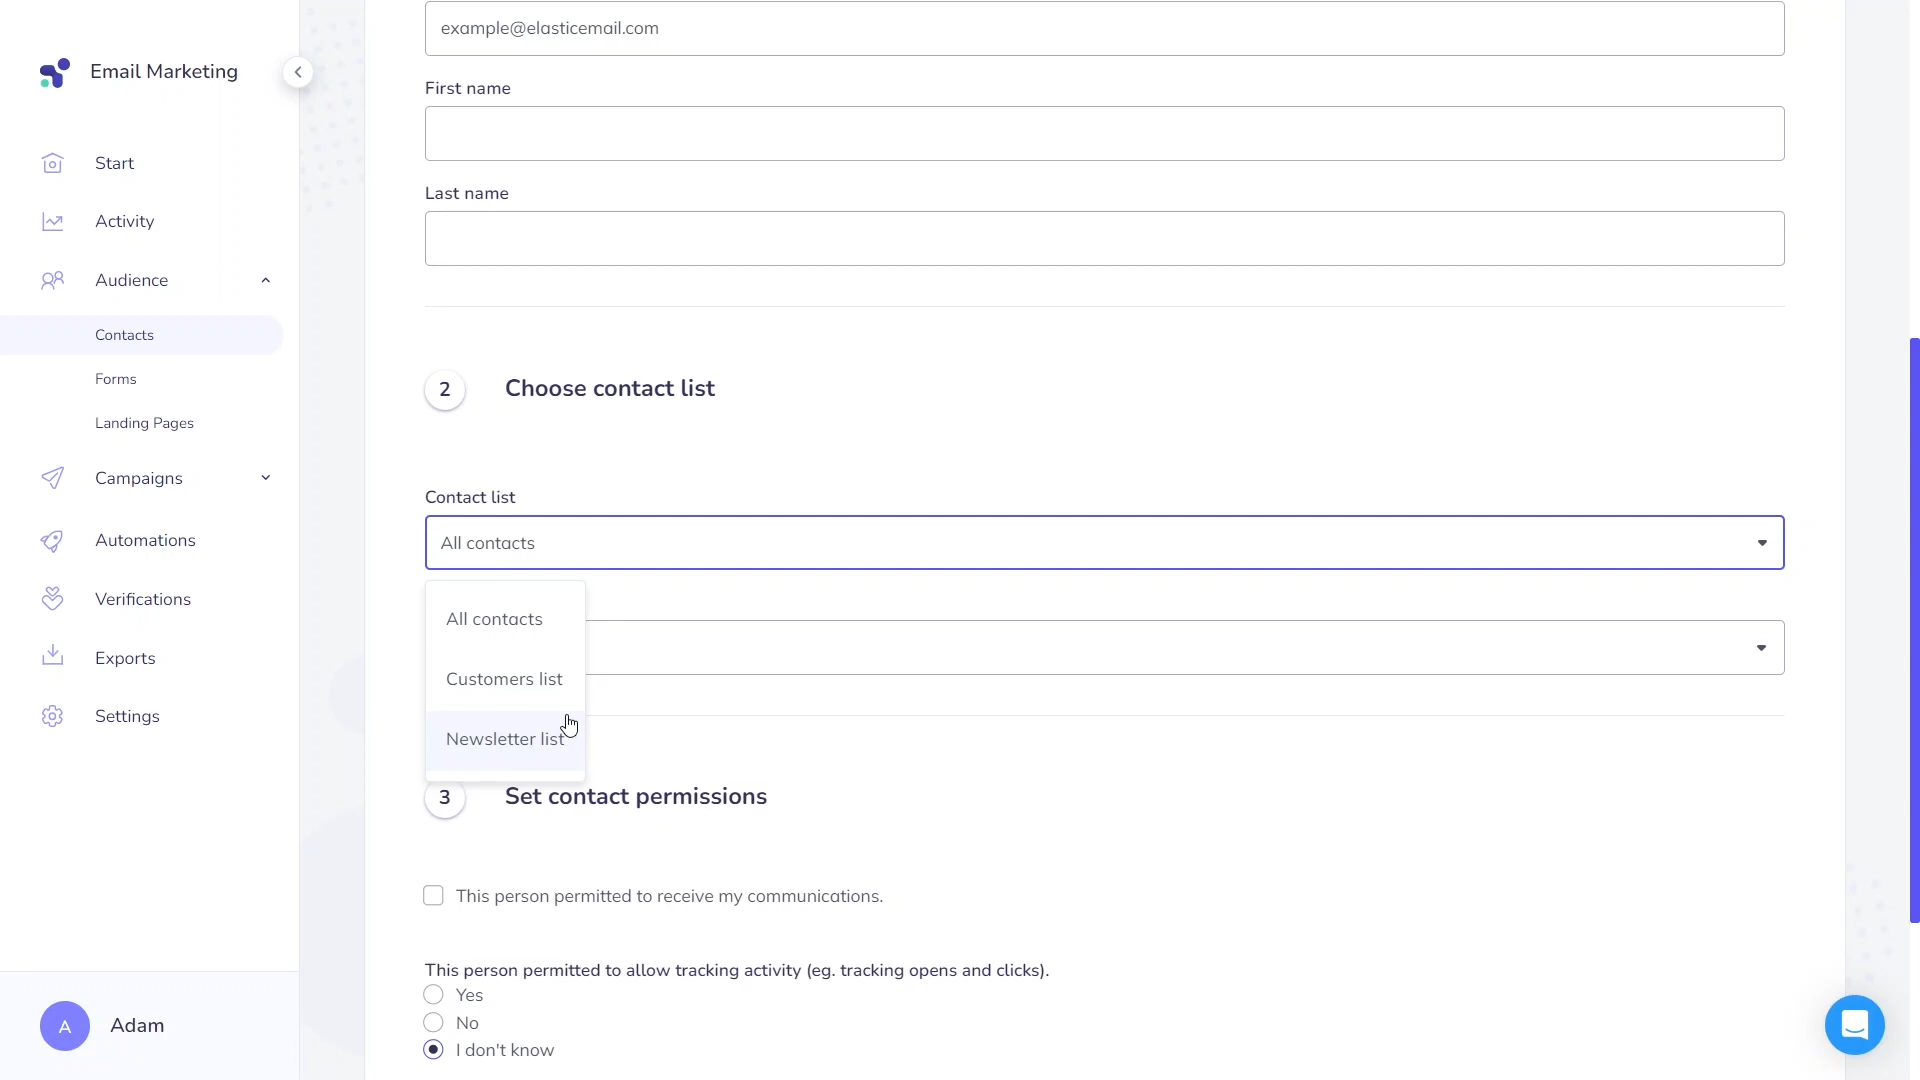 Email Marketing
Start
Activity
Audience
Contacts
Forms
Landing Pages
Campaigns
Automations
Verifications
Exports
Settings
A
Adam
example@elasticemail.com
First name
Last name
2
Choose contact list
Contact list
All contacts
All contacts
Customers list
Newsletter list
3
Set contact permissions
This person permitted to receive my communications.
This person permitted to allow tracking activity (eg. tracking opens and clicks).
Yes
No
I don't know